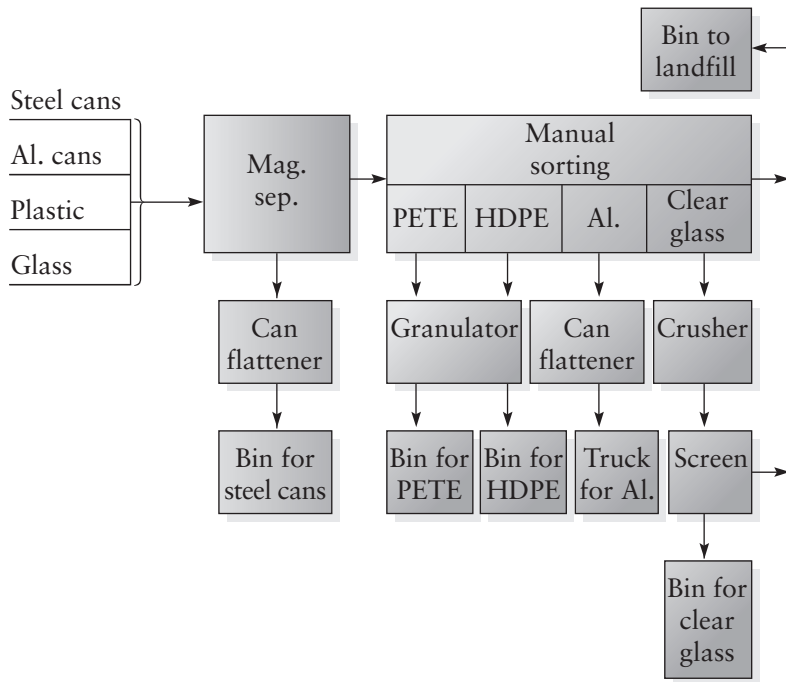 Bin to
landfill
Steel cans
Al. cans
Plastic
Glass
Mag.
sep.
Manual
sorting
PETE
HDPE
Al.
Clear
glass
Can
flattener
Granulator
Can
flattener
Crusher
Bin for
steel cans
Bin for
PETE
Bin for
HDPE
Truck
for Al.
Screen
Bin for
clear
glass